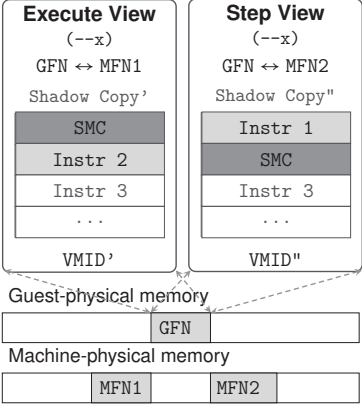 Execute View
(--x)
GFN ↔ MFN1
Shadow Copy'
SMC
Instr 2
Instr 3
...
VMID'
Step View
(--x)
GFN ↔ MFN2
Shadow Copy"
Instr 1
SMC
Instr 3
...
VMID"
Guest-physical memory
GFN
Machine-physical memory
MFN1
MFN2